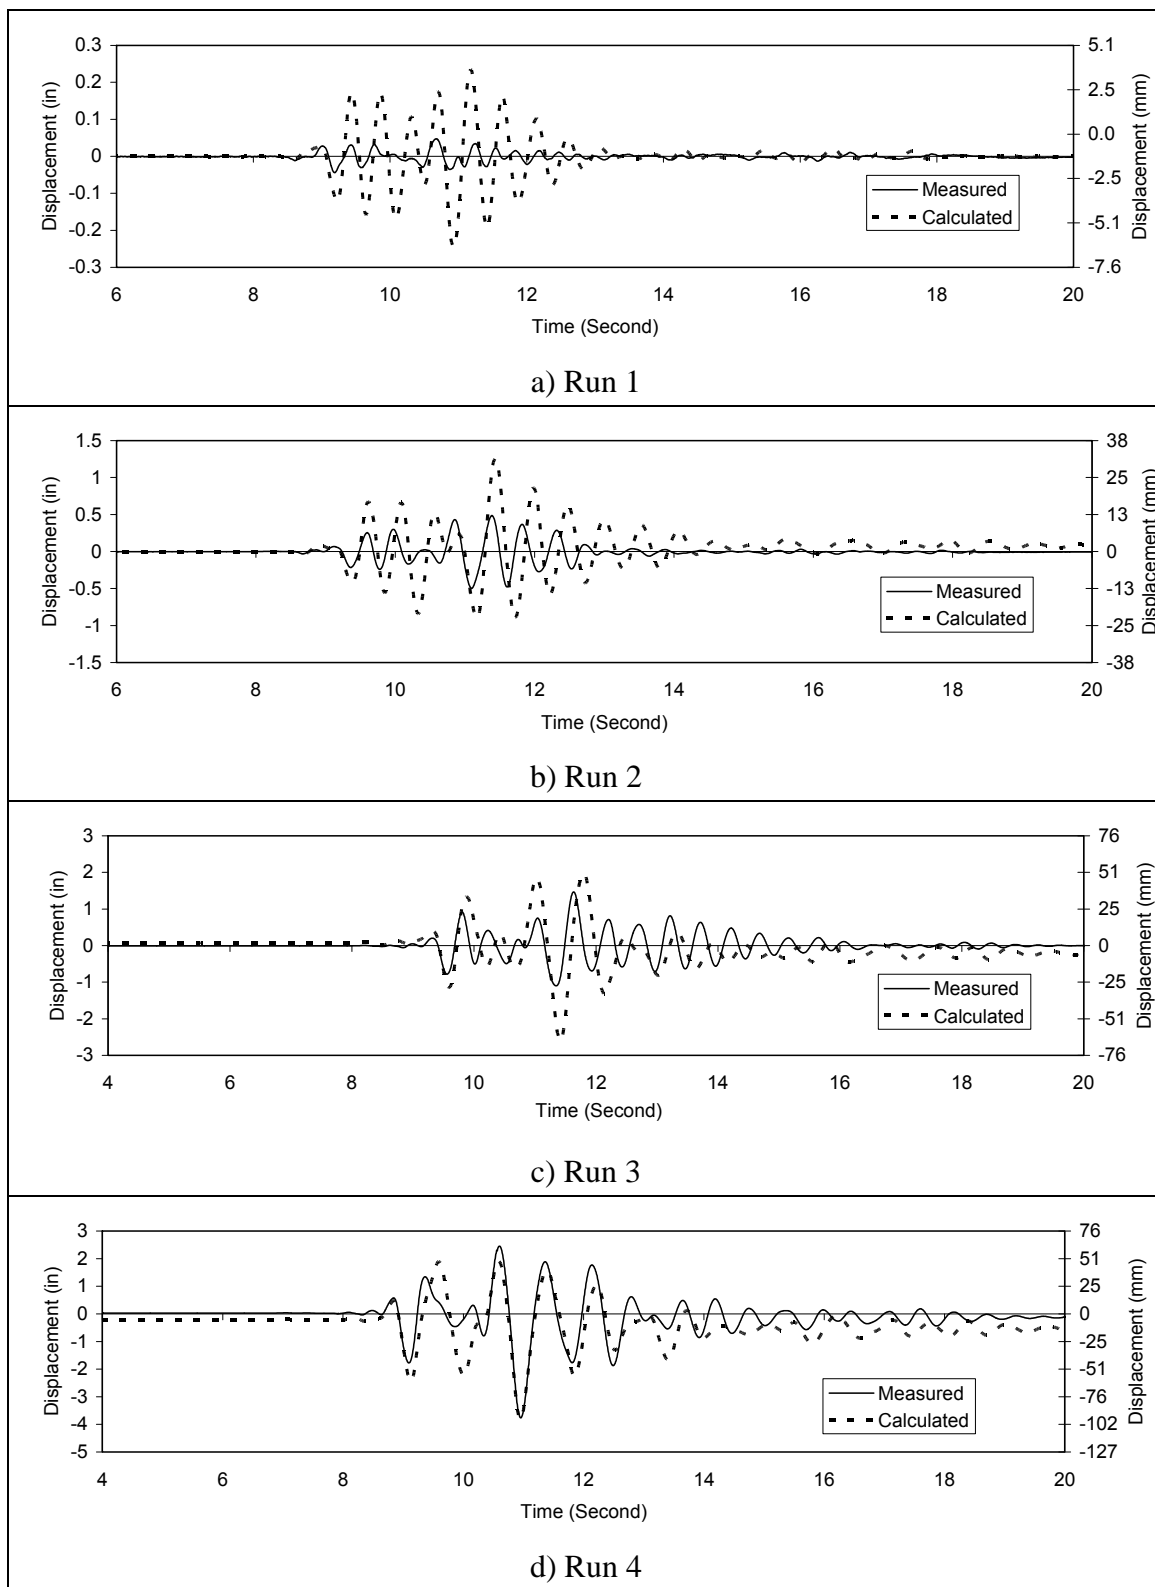 0.3
0.2
0.1
0
-0.1
-0.2
-0.3
Displacement (in)
5.1
2.5
0.0
-2.5
-5.1
-7.6
Displacement (mm)
Measured
Calculated
6 8 10 12 14 16 18 20
Time (Second)
a) Run 1
1.5
1
0.5
0
-0.5
-1
-1.5
Displacement (in)
38
25
13
0
-13
-25
-38
Displacement (mm)
Measured
Calculated
6 8 10 12 14 16 18 20
Time (Second)
b) Run 2
3
2
1
0
-1
-2
-3
Displacement (in)
76
51
25
0
-25
-51
-76
Displacement (mm)
Measured
Calculated
4 6 8 10 12 14 16 18 20
Time (Second)
c) Run 3
3
2
1
0
-1
-2
-3
-4
-5
Displacement (in)
76
51
25
0
-25
-51
-76
-102
-127
Displacement (mm)
Measured
Calculated
4 6 8 10 12 14 16 18 20
Time (Second)
d) Run 4